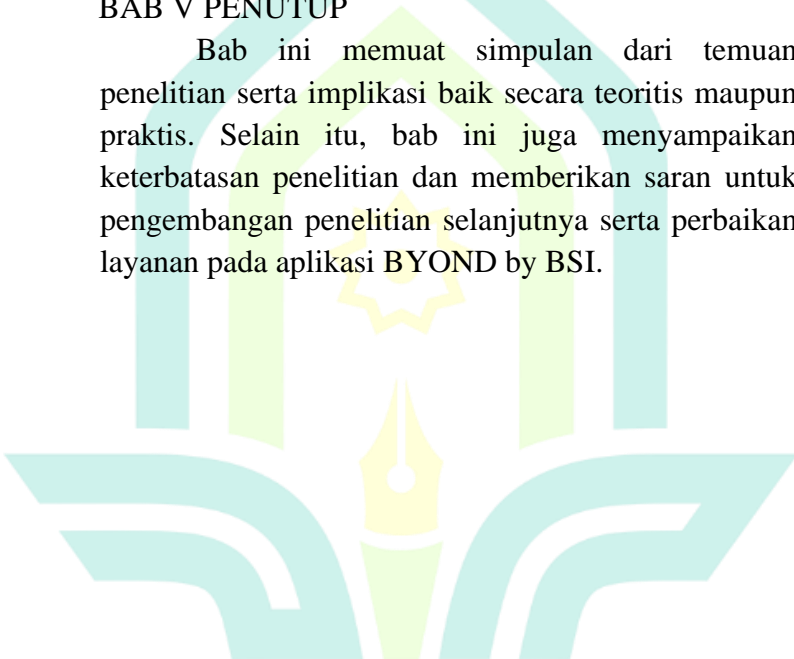 BAB V PENUTUP
Bab ini memuat simpulan dari temuan
penelitian serta implikasi baik secara teoritis maupun
praktis. Selain itu, bab ini juga menyampaikan
keterbatasan penelitian dan memberikan saran untuk
pengembangan penelitian selanjutnya serta perbaikan
layanan pada aplikasi BYOND by BSI.